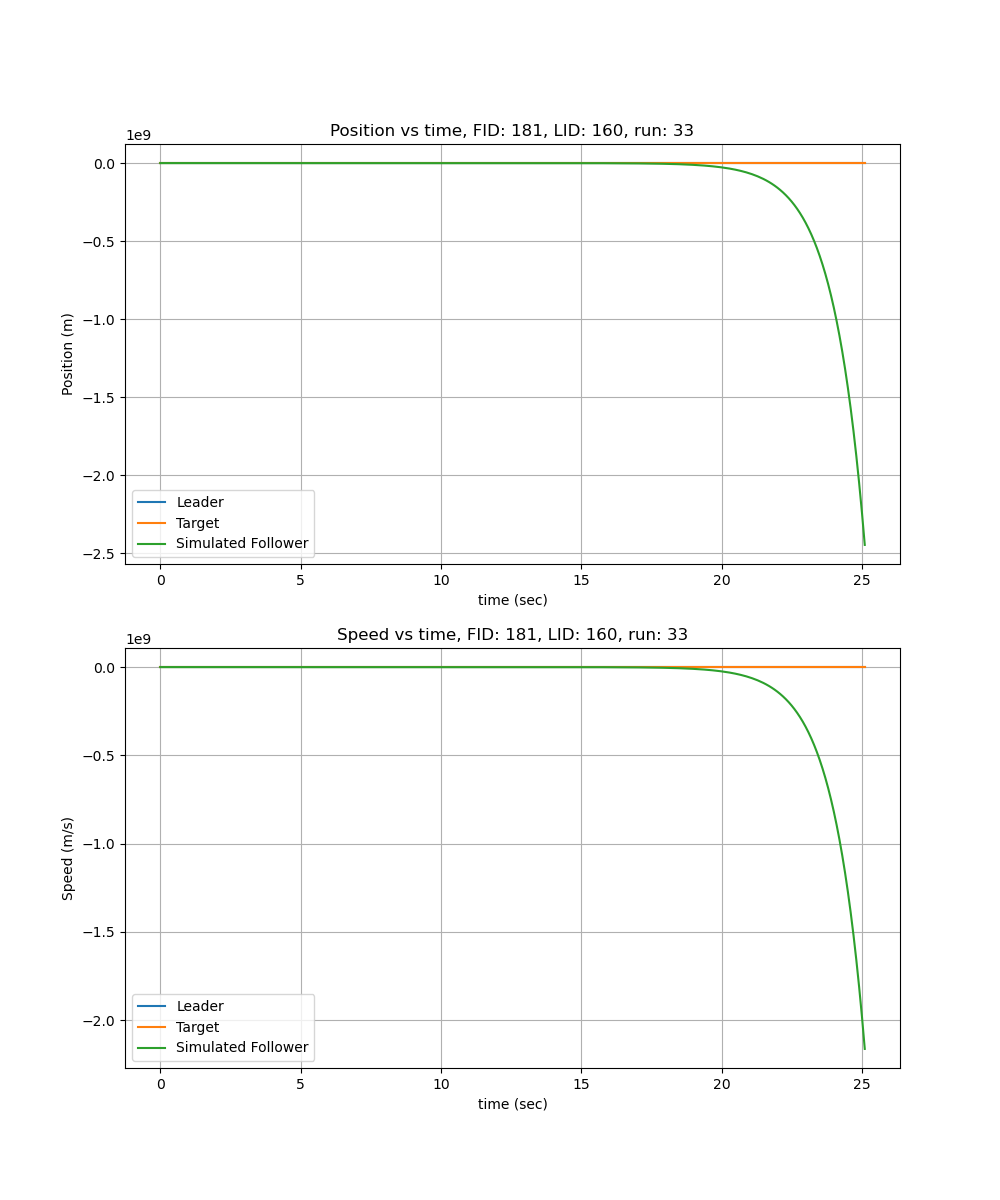 Position vs time, FID: 181, LID: 160, run: 33
1e9
0.0
−0.5
−1.0
−1.5
−2.0
−2.5
Position (m)
Leader
Target
Simulated Follower
0 5 10 15 20 25
time (sec)
Speed vs time, FID: 181, LID: 160, run: 33
1e9
0.0
−0.5
−1.0
−1.5
−2.0
Speed (m/s)
Leader
Target
Simulated Follower
0 5 10 15 20 25
time (sec)